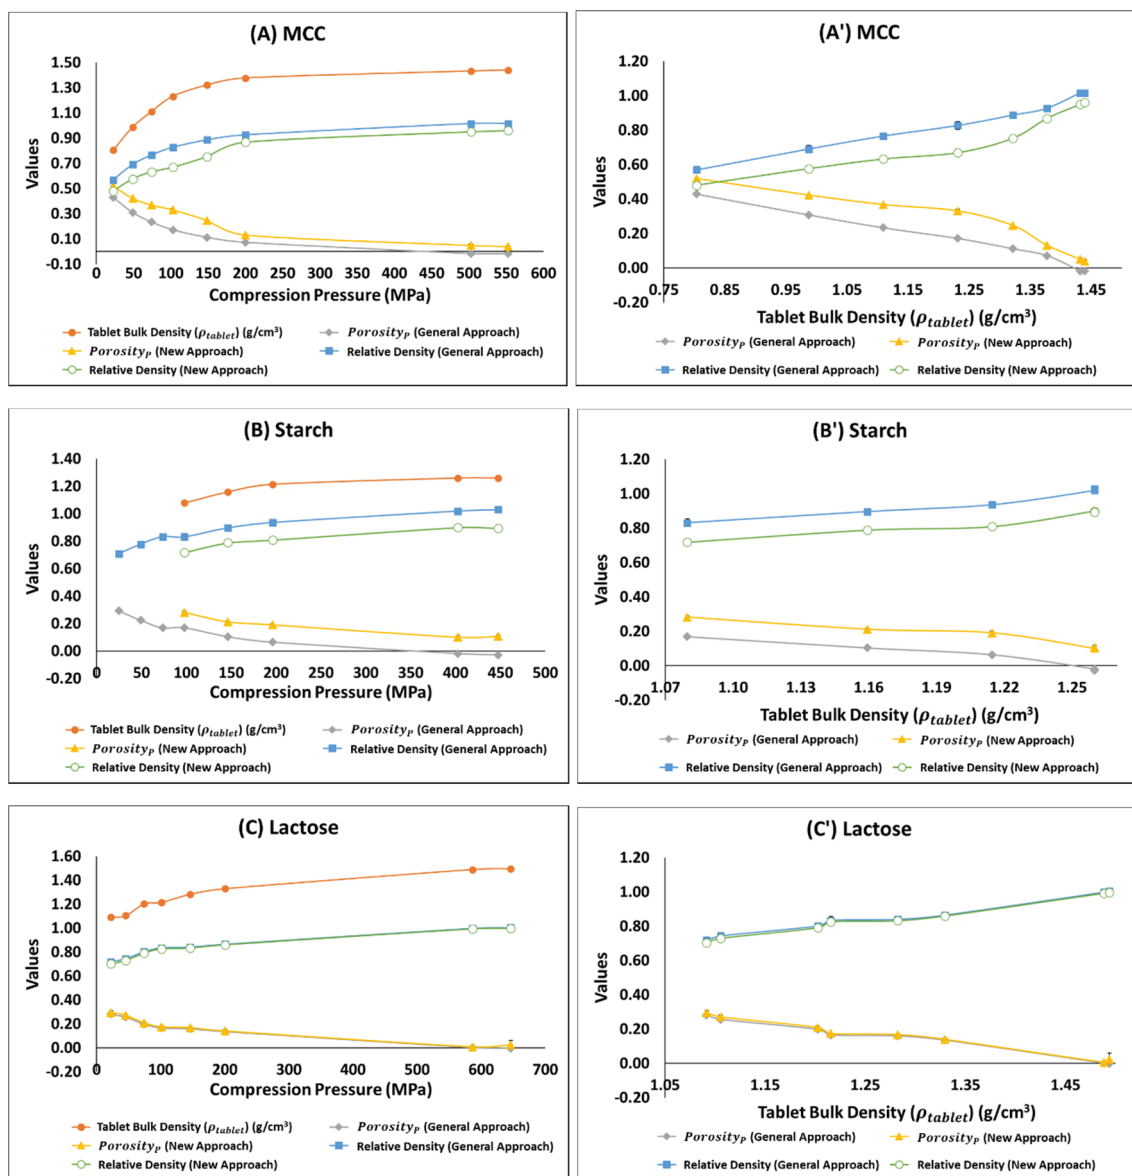 (A) MCC
1.50
1.30
1.10
0.90
0.70
0.50
0.30
0.10
-0.10
Values
0 100 200 300 400 500 600
Compression Pressure (MPa)
Tablet Bulk Density (ρtablet) (g/cm³)
PorosityP (General Approach)
PorosityP (New Approach)
Relative Density (General Approach)
Relative Density (New Approach)
(A') MCC
1.20
1.00
0.80
0.60
0.40
0.20
0.00
-0.20
Values
0.75 0.85 0.95 1.05 1.15 1.25 1.35 1.45
Tablet Bulk Density (ρtablet) (g/cm³)
PorosityP (General Approach)
PorosityP (New Approach)
Relative Density (General Approach)
Relative Density (New Approach)
(B) Starch
1.40
1.20
1.00
0.80
0.60
0.40
0.20
0.00
-0.20
Values
0 50 100 150 200 250 300 350 400 450 500
Compression Pressure (MPa)
Tablet Bulk Density (ρtablet) (g/cm³)
PorosityP (General Approach)
PorosityP (New Approach)
Relative Density (General Approach)
Relative Density (New Approach)
(B') Starch
1.20
1.00
0.80
0.60
0.40
0.20
0.00
-0.20
Values
1.07 1.10 1.13 1.16 1.19 1.22 1.25
Tablet Bulk Density (ρtablet) (g/cm³)
PorosityP (General Approach)
PorosityP (New Approach)
Relative Density (General Approach)
Relative Density (New Approach)
(C) Lactose
1.60
1.40
1.20
1.00
0.80
0.60
0.40
0.20
0.00
-0.20
Values
0 100 200 300 400 500 600 700
Compression Pressure (MPa)
Tablet Bulk Density (ρtablet) (g/cm³)
PorosityP (General Approach)
PorosityP (New Approach)
Relative Density (General Approach)
Relative Density (New Approach)
(C') Lactose
1.20
1.00
0.80
0.60
0.40
0.20
0.00
-0.20
Values
1.05 1.15 1.25 1.35 1.45
Tablet Bulk Density (ρtablet) (g/cm³)
PorosityP (General Approach)
PorosityP (New Approach)
Relative Density (General Approach)
Relative Density (New Approach)